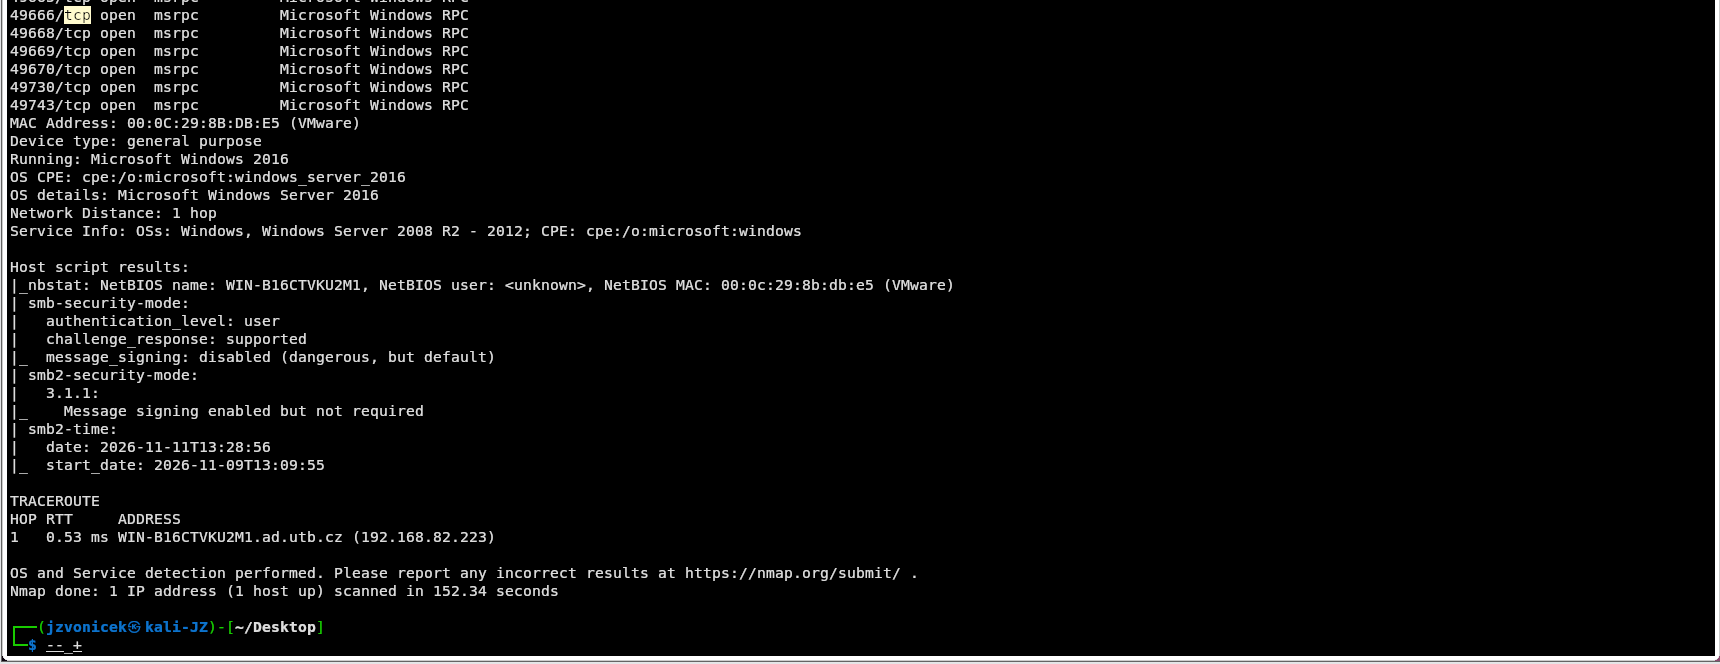 49666/tcp open  msrpc         Microsoft Windows RPC
49668/tcp open  msrpc         Microsoft Windows RPC
49669/tcp open  msrpc         Microsoft Windows RPC
49670/tcp open  msrpc         Microsoft Windows RPC
49730/tcp open  msrpc         Microsoft Windows RPC
49743/tcp open  msrpc         Microsoft Windows RPC
MAC Address: 00:0C:29:8B:DB:E5 (VMware)
Device type: general purpose
Running: Microsoft Windows 2016
OS CPE: cpe:/o:microsoft:windows_server_2016
OS details: Microsoft Windows Server 2016
Network Distance: 1 hop
Service Info: OSs: Windows, Windows Server 2008 R2 - 2012; CPE: cpe:/o:microsoft:windows

Host script results:
|_nbstat: NetBIOS name: WIN-B16CTVKU2M1, NetBIOS user: <unknown>, NetBIOS MAC: 00:0c:29:8b:db:e5 (VMware)
| smb-security-mode:
|   authentication_level: user
|   challenge_response: supported
|_  message_signing: disabled (dangerous, but default)
| smb2-security-mode:
|   3.1.1:
|_    Message signing enabled but not required
| smb2-time:
|   date: 2026-11-11T13:28:56
|_  start_date: 2026-11-09T13:09:55

TRACEROUTE
HOP RTT     ADDRESS
1   0.53 ms WIN-B16CTVKU2M1.ad.utb.cz (192.168.82.223)

OS and Service detection performed. Please report any incorrect results at https://nmap.org/submit/ .
Nmap done: 1 IP address (1 host up) scanned in 152.34 seconds

┌──(jzvonicek㉿kali-JZ)-[~/Desktop]
└─$ --_+